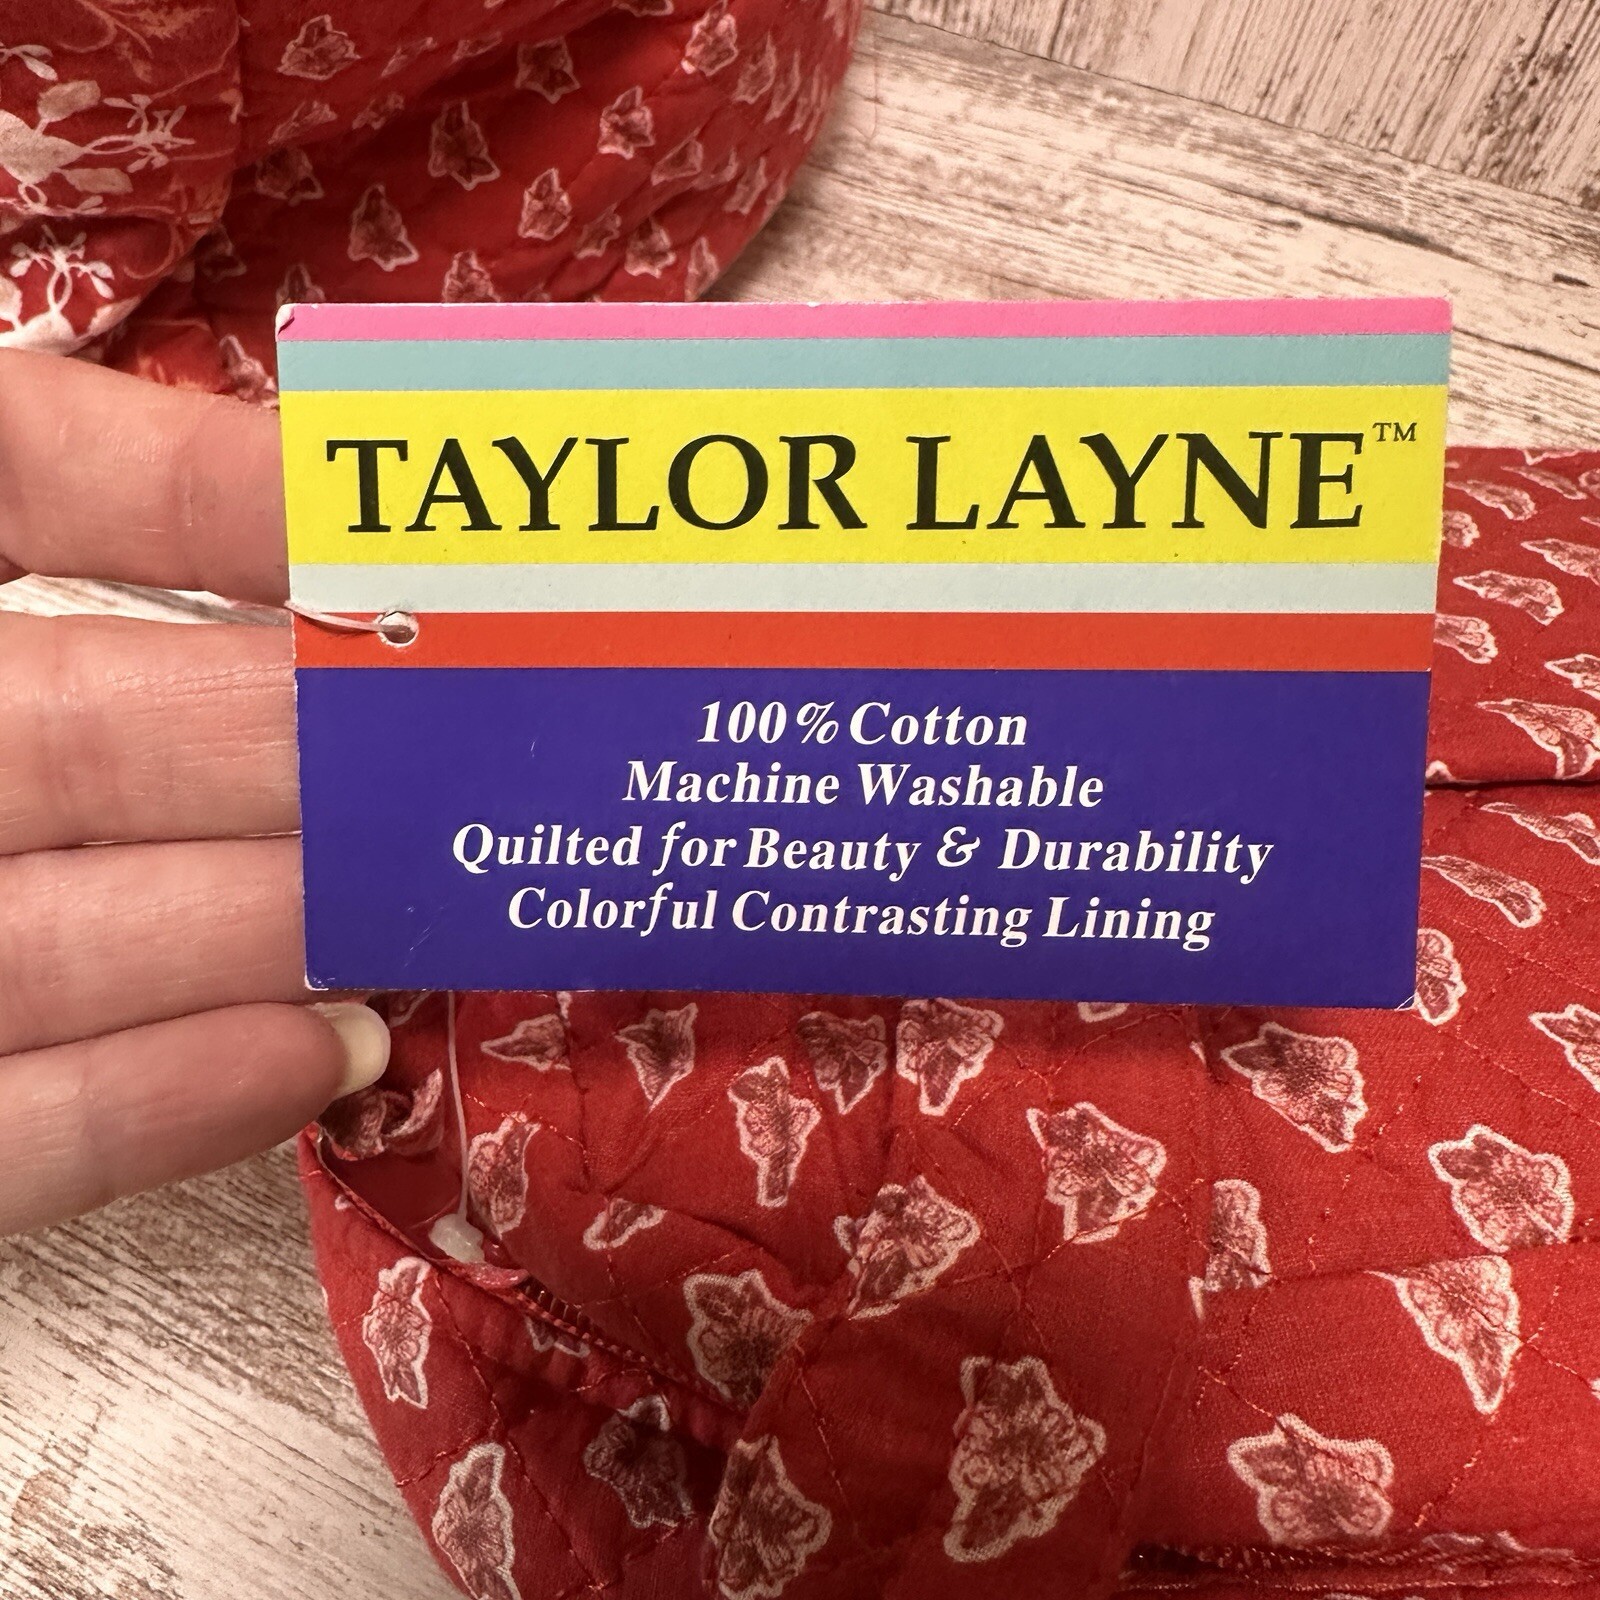 TAYLOR LAYNE™
100% Cotton
Machine Washable
Quilted for Beauty & Durability
Colorful Contrasting Lining